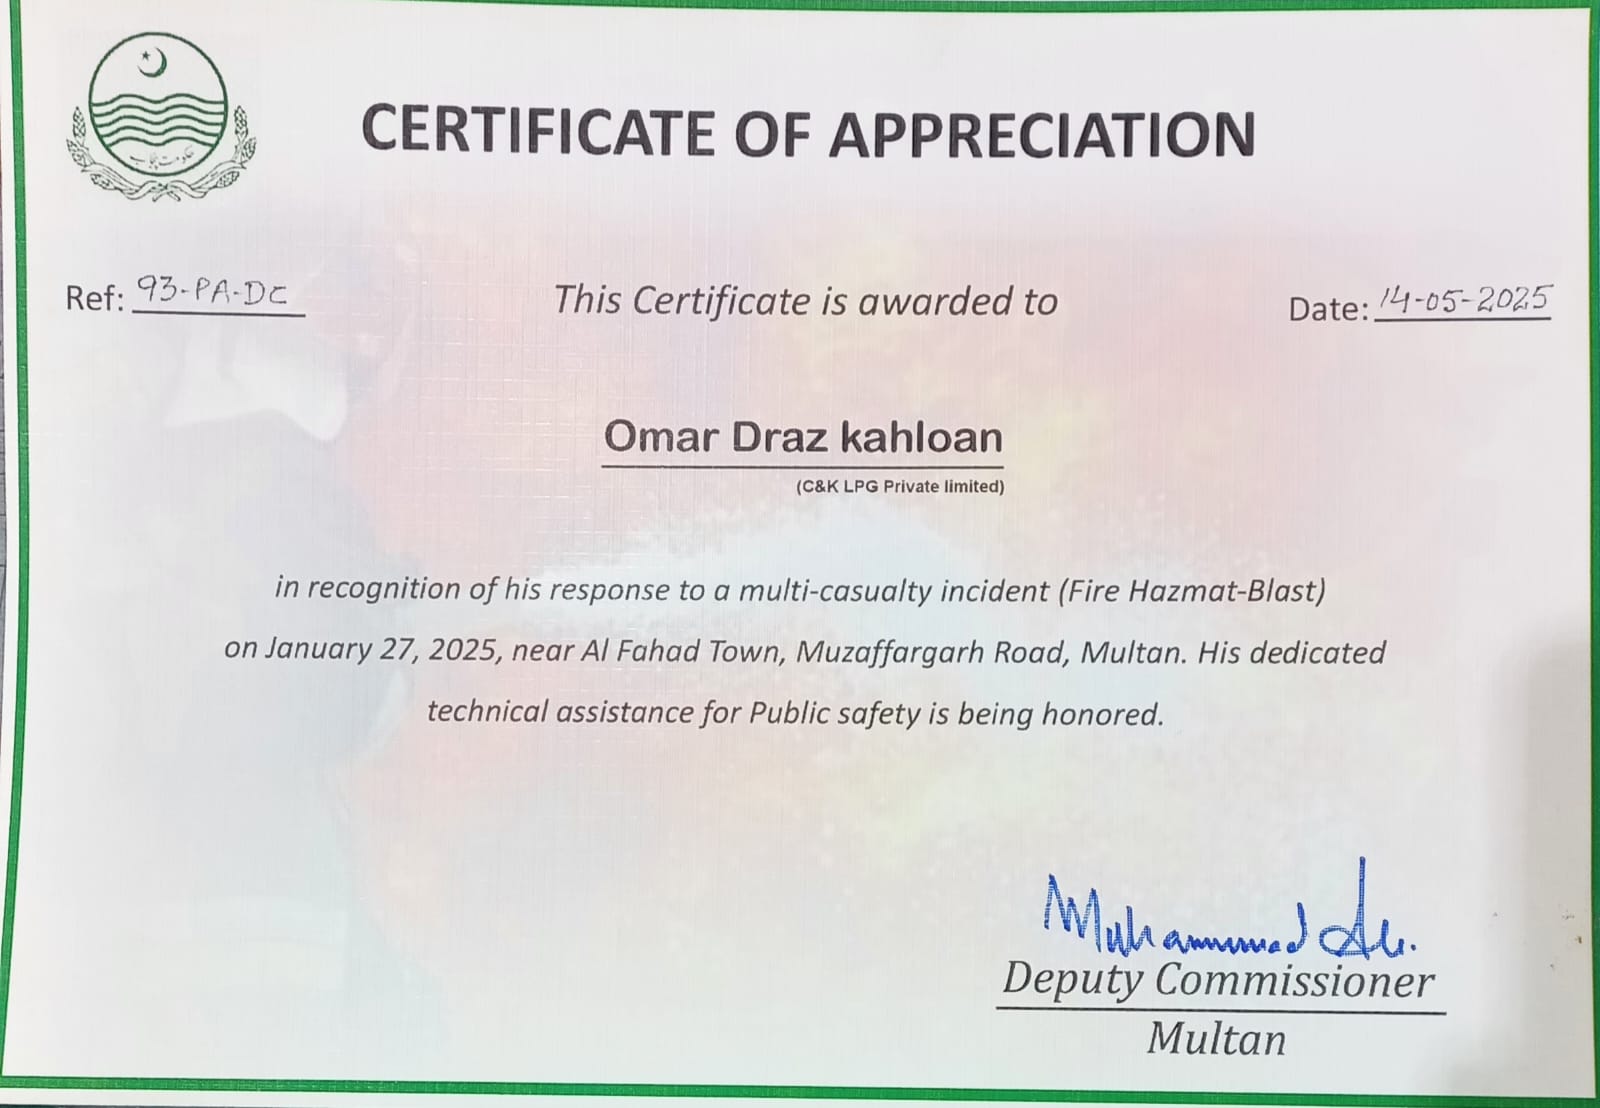 حکومت پنجاب
CERTIFICATE OF APPRECIATION
Ref: 93-PA-DC
This Certificate is awarded to
Date: 14-05-2025
Omar Draz kahloan
(C&K LPG Private limited)
in recognition of his response to a multi-casualty incident (Fire Hazmat-Blast)
on January 27, 2025, near Al Fahad Town, Muzaffargarh Road, Multan. His dedicated
technical assistance for Public safety is being honored.
Muhammad Ali.
Deputy Commissioner
Multan